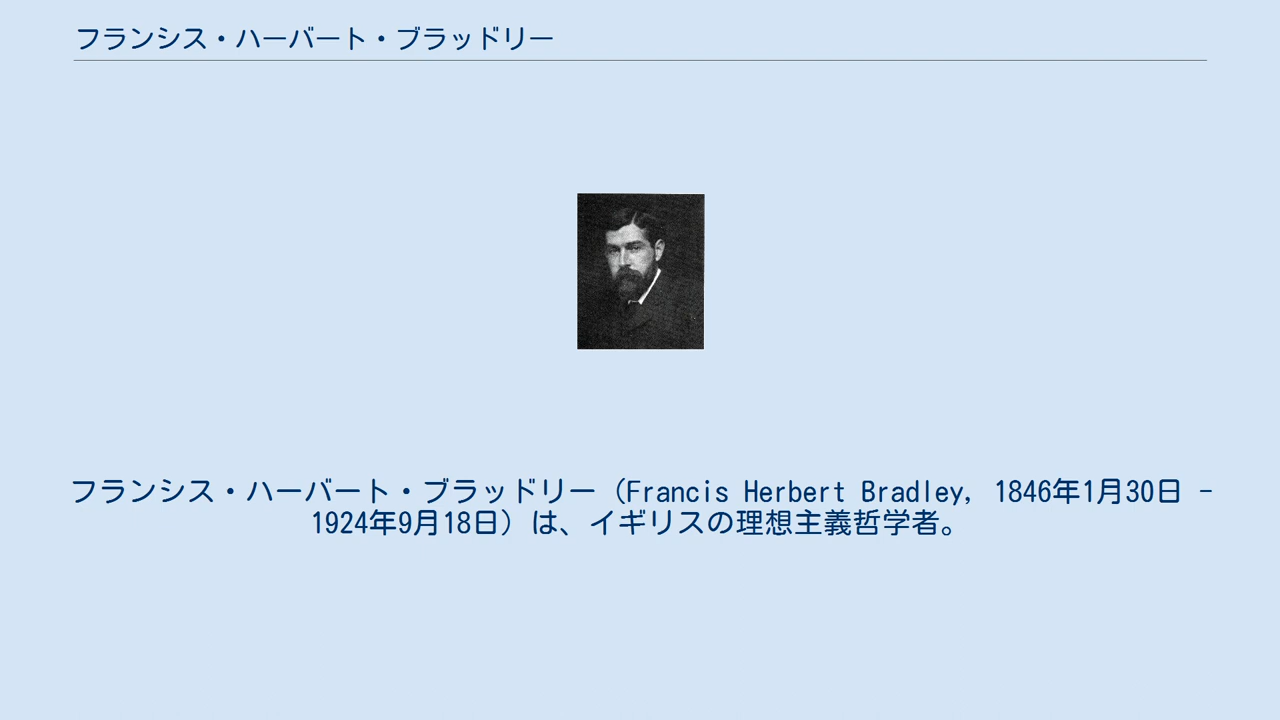 フランシス・ハーバート・ブラッドリー
フランシス・ハーバート・ブラッドリー（Francis Herbert Bradley, 1846年1月30日 -
1924年9月18日）は、イギリスの理想主義哲学者。